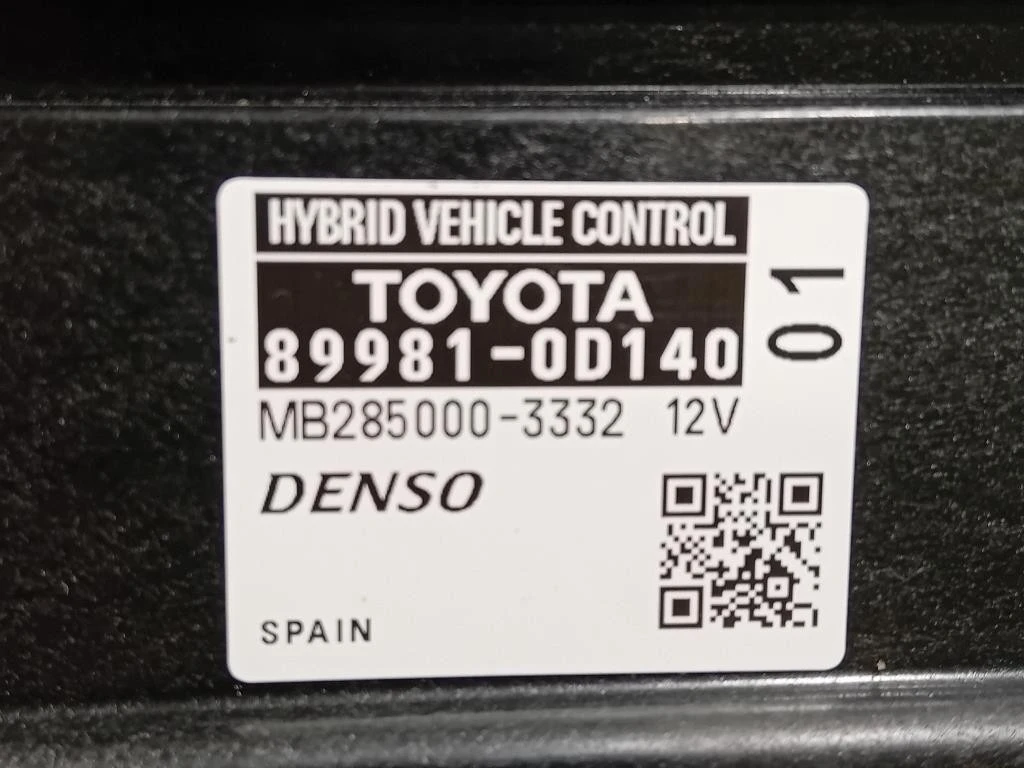 HYBRID VEHICLE CONTROL
TOYOTA
89981-0D140
01
MB285000-3332 12V
DENSO
SPAIN